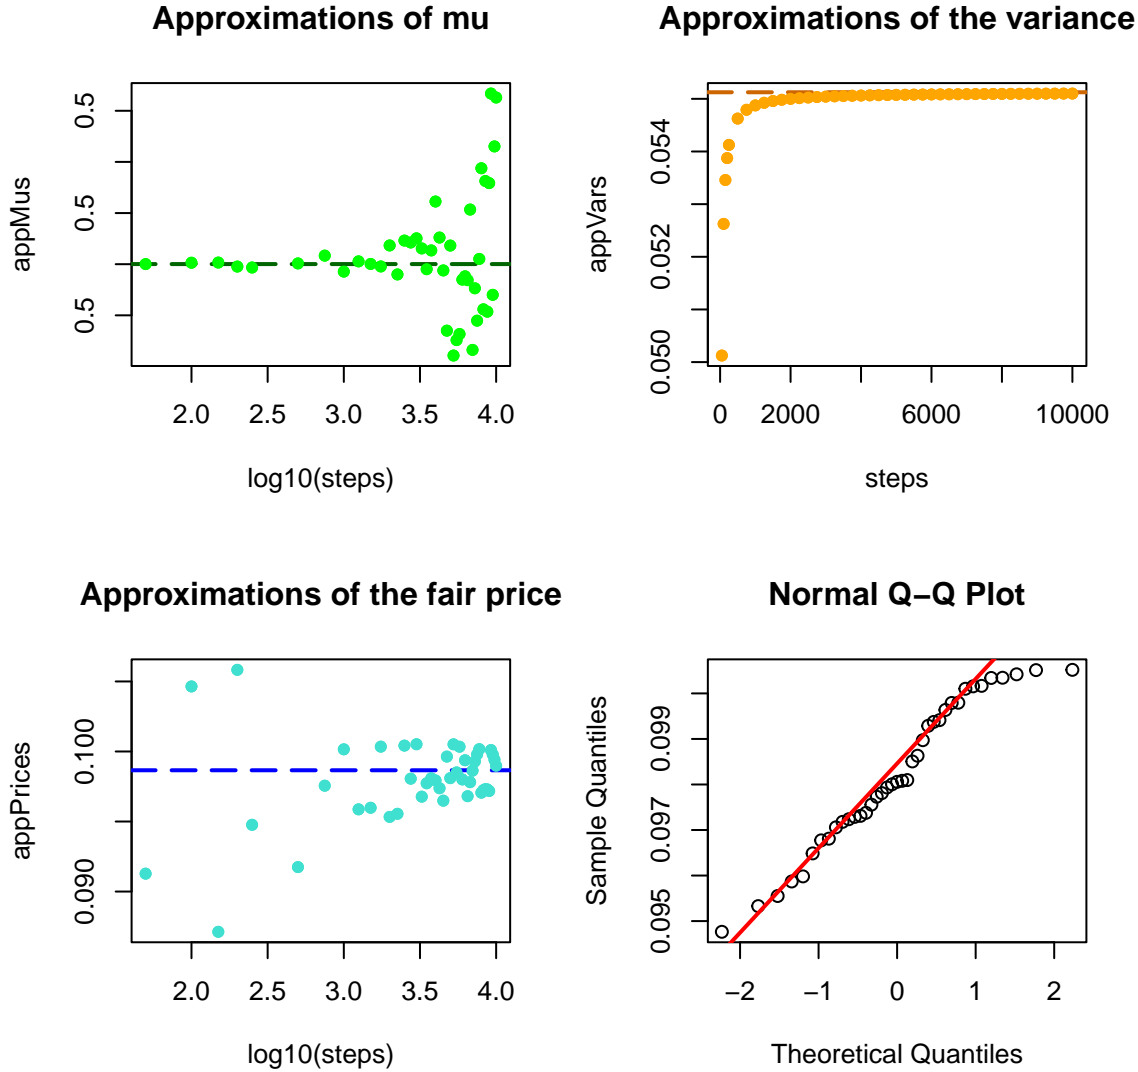 Approximations of mu
appMus
0.5
0.5
0.5
2.0 2.5 3.0 3.5 4.0
log10(steps)
Approximations of the variance
appVars
0.054
0.052
0.050
0 2000 6000 10000
steps
Approximations of the fair price
appPrices
0.100
0.090
2.0 2.5 3.0 3.5 4.0
log10(steps)
Normal Q−Q Plot
Sample Quantiles
0.099
0.097
0.095
−2 −1 0 1 2
Theoretical Quantiles